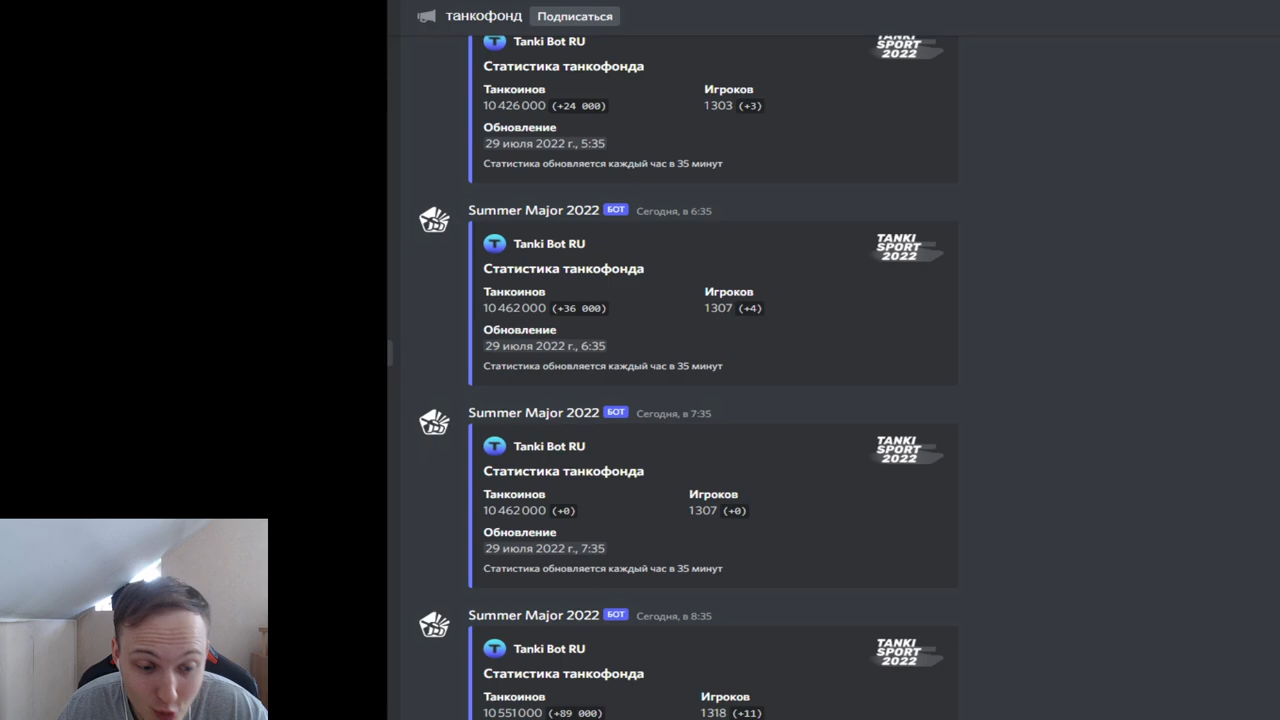 танкофонд Подписаться
Tanki Bot RU
TANKI SPORT 2022
Статистика танкофонда
Танкоинов Игроков
10 426 000 (+24 000) 1303 (+3)
Обновление
29 июля 2022 г., 5:35
Статистика обновляется каждый час в 35 минут
Summer Major 2022 БОТ Сегодня, в 6:35
Tanki Bot RU
TANKI SPORT 2022
Статистика танкофонда
Танкоинов Игроков
10 462 000 (+36 000) 1307 (+4)
Обновление
29 июля 2022 г., 6:35
Статистика обновляется каждый час в 35 минут
Summer Major 2022 БОТ Сегодня, в 7:35
Tanki Bot RU
TANKI SPORT 2022
Статистика танкофонда
Танкоинов Игроков
10 462 000 (+0) 1307 (+0)
Обновление
29 июля 2022 г., 7:35
Статистика обновляется каждый час в 35 минут
Summer Major 2022 БОТ Сегодня, в 8:35
Tanki Bot RU
TANKI SPORT 2022
Статистика танкофонда
Танкоинов Игроков
10 551 000 (+89 000) 1318 (+11)